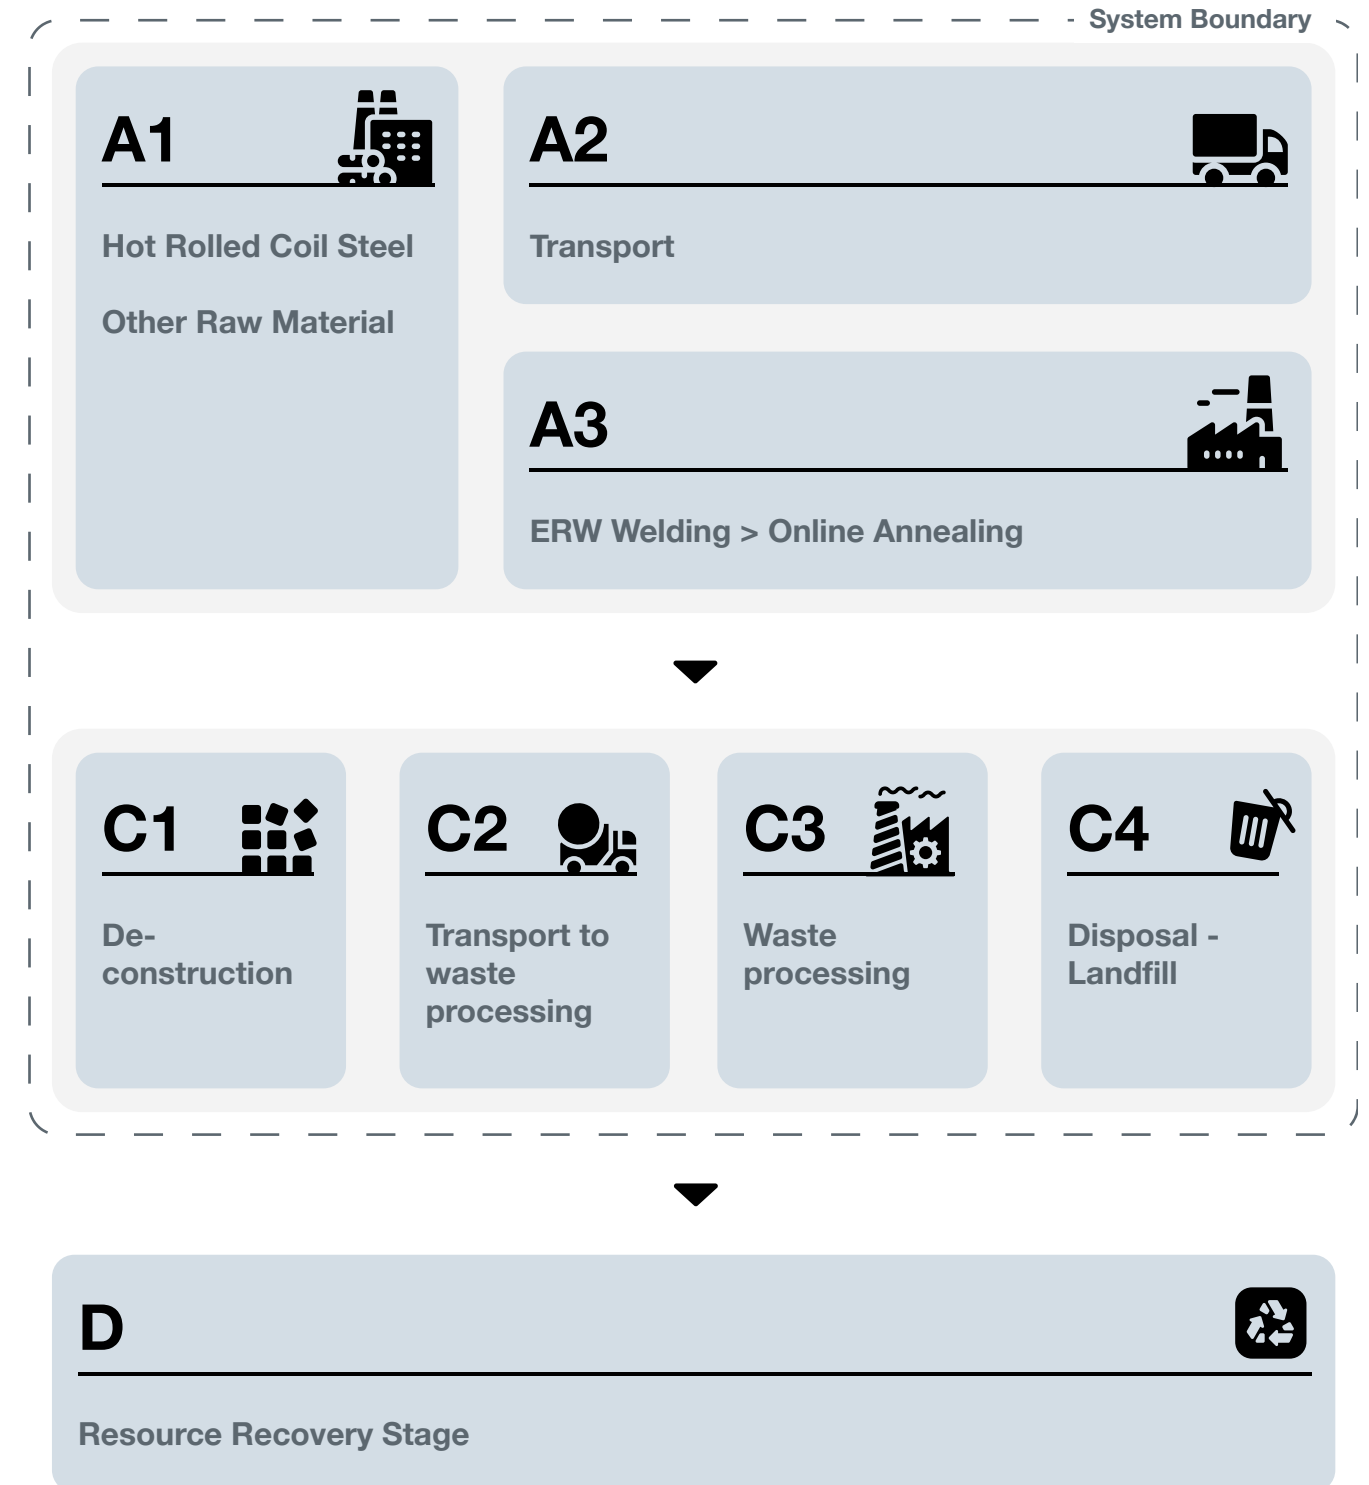 System Boundary
A1
Hot Rolled Coil Steel
Other Raw Material
A2
Transport
A3
ERW Welding > Online Annealing
C1
De-
construction
C2
Transport to
waste
processing
C3
Waste
processing
C4
Disposal -
Landfill
D
Resource Recovery Stage